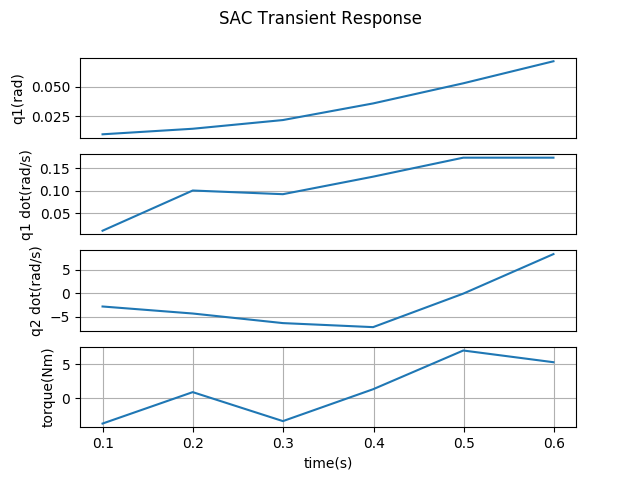 SAC Transient Response
q1(rad)
0.050
0.025
q1 dot(rad/s)
0.15
0.10
0.05
q2 dot(rad/s)
5
0
−5
torque(Nm)
5
0
0.1 0.2 0.3 0.4 0.5 0.6
time(s)